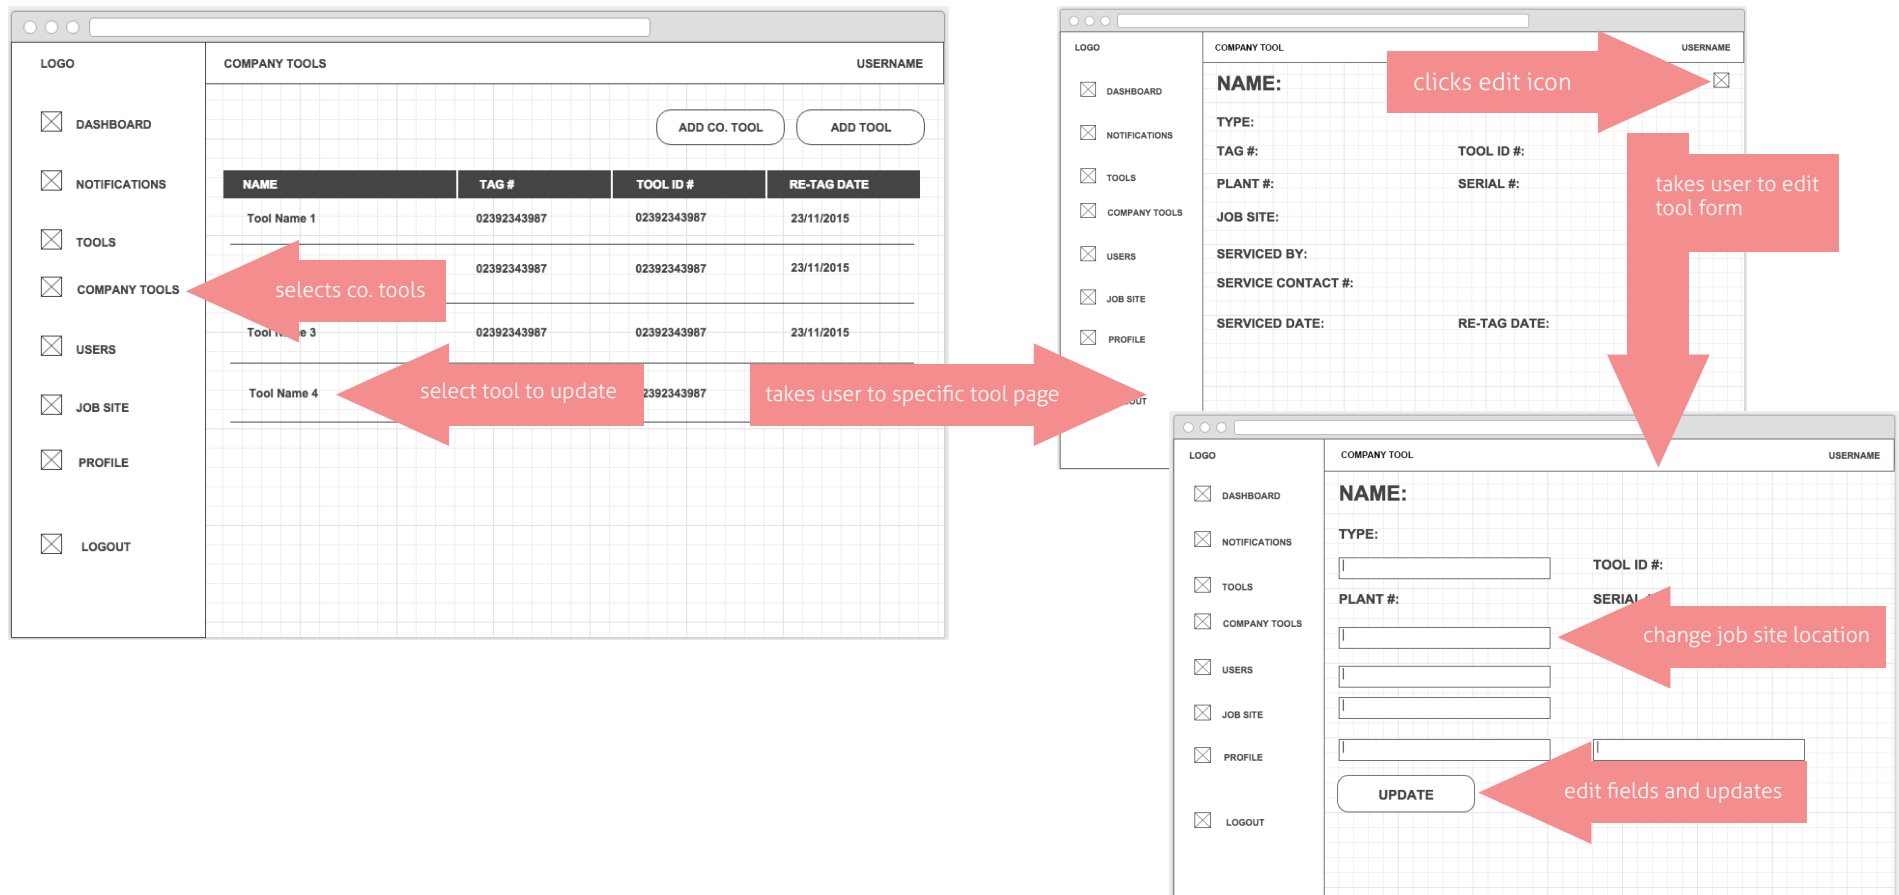 LOGO
COMPANY TOOLS
USERNAME
DASHBOARD
NOTIFICATIONS
TOOLS
COMPANY TOOLS
USERS
JOB SITE
PROFILE
LOGOUT
ADD CO. TOOL
ADD TOOL
NAME TAG # TOOL ID # RE-TAG DATE
Tool Name 1 02392343987 02392343987 23/11/2015
02392343987 02392343987 23/11/2015
3 02392343987 02392343987 23/11/2015
Tool Name 4 02392343987
selects co. tools
select tool to update
takes user to specific tool page
LOGO
COMPANY TOOL
USERNAME
DASHBOARD
NOTIFICATIONS
TOOLS
COMPANY TOOLS
USERS
JOB SITE
PROFILE
NAME:
TYPE:
TAG #: TOOL ID #:
PLANT #: SERIAL #:
JOB SITE:
SERVICED BY:
SERVICE CONTACT #:
SERVICED DATE: RE-TAG DATE:
clicks edit icon
takes user to edit
tool form
LOGO
COMPANY TOOL
USERNAME
DASHBOARD
NOTIFICATIONS
TOOLS
COMPANY TOOLS
USERS
JOB SITE
PROFILE
LOGOUT
NAME:
TYPE:
TOOL ID #:
PLANT #: SERIAL
change job site location
UPDATE
edit fields and updates